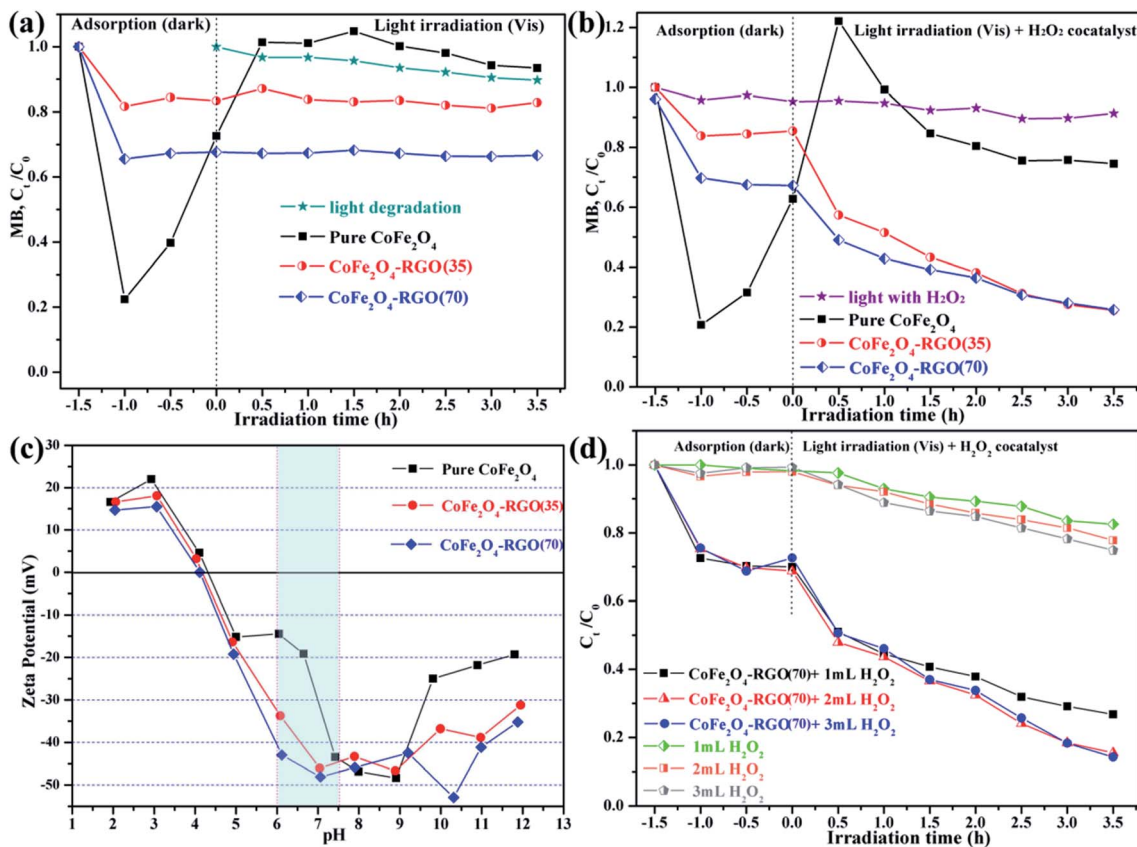 (a)
Adsorption (dark)
Light irradiation (Vis)
MB, Cₜ/C₀
1.0
0.8
0.6
0.4
0.2
0.0
light degradation
Pure CoFe₂O₄
CoFe₂O₄-RGO(35)
CoFe₂O₄-RGO(70)
-1.5 -1.0 -0.5 0.0 0.5 1.0 1.5 2.0 2.5 3.0 3.5
Irradiation time (h)
(b)
Adsorption (dark)
Light irradiation (Vis) + H₂O₂ cocatalyst
MB, Cₜ/C₀
1.2
1.0
0.8
0.6
0.4
0.2
0.0
light with H₂O₂
Pure CoFe₂O₄
CoFe₂O₄-RGO(35)
CoFe₂O₄-RGO(70)
-1.5 -1.0 -0.5 0.0 0.5 1.0 1.5 2.0 2.5 3.0 3.5
Irradiation time (h)
(c)
Zeta Potential (mV)
30
20
10
0
-10
-20
-30
-40
-50
-60
Pure CoFe₂O₄
CoFe₂O₄-RGO(35)
CoFe₂O₄-RGO(70)
1 2 3 4 5 6 7 8 9 10 11 12 13
pH
(d)
Adsorption (dark)
Light irradiation (Vis) + H₂O₂ cocatalyst
Cₜ/C₀
1.0
0.8
0.6
0.4
0.2
0.0
CoFe₂O₄-RGO(70)+ 1mL H₂O₂
CoFe₂O₄-RGO(70)+ 2mL H₂O₂
CoFe₂O₄-RGO(70)+ 3mL H₂O₂
1mL H₂O₂
2mL H₂O₂
3mL H₂O₂
-1.5 -1.0 -0.5 0.0 0.5 1.0 1.5 2.0 2.5 3.0 3.5
Irradiation time (h)